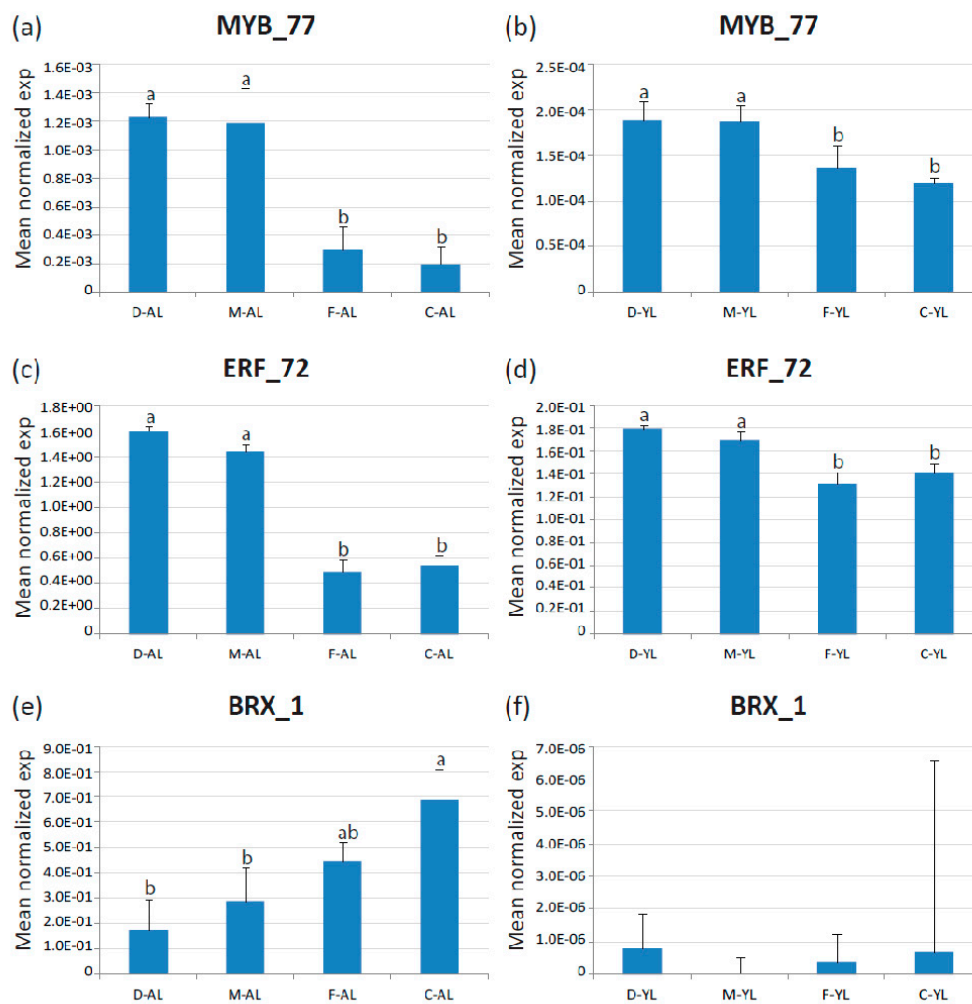 (a) MYB_77
Mean normalized exp
1.6E-03
1.4E-03
1.2E-03
1.0E-03
0.8E-03
0.6E-03
0.4E-03
0.2E-03
0
a a b b
D-AL M-AL F-AL C-AL
(b) MYB_77
Mean normalized exp
2.5E-04
2.0E-04
1.5E-04
1.0E-04
0.5E-04
0
a a b b
D-YL M-YL F-YL C-YL
(c) ERF_72
Mean normalized exp
1.8E+00
1.6E+00
1.4E+00
1.2E+00
1.0E+00
0.8E+00
0.6E+00
0.4E+00
0.2E+00
0
a a b b
D-AL M-AL F-AL C-AL
(d) ERF_72
Mean normalized exp
2.0E-01
1.8E-01
1.6E-01
1.4E-01
1.2E-01
1.0E-01
0.8E-01
0.6E-01
0.4E-01
0.2E-01
0
a a b b
D-YL M-YL F-YL C-YL
(e) BRX_1
Mean normalized exp
9.0E-01
8.0E-01
7.0E-01
6.0E-01
5.0E-01
4.0E-01
3.0E-01
2.0E-01
1.0E-01
0
b b ab a
D-AL M-AL F-AL C-AL
(f) BRX_1
Mean normalized exp
7.0E-06
6.0E-06
5.0E-06
4.0E-06
3.0E-06
2.0E-06
1.0E-06
0
D-YL M-YL F-YL C-YL